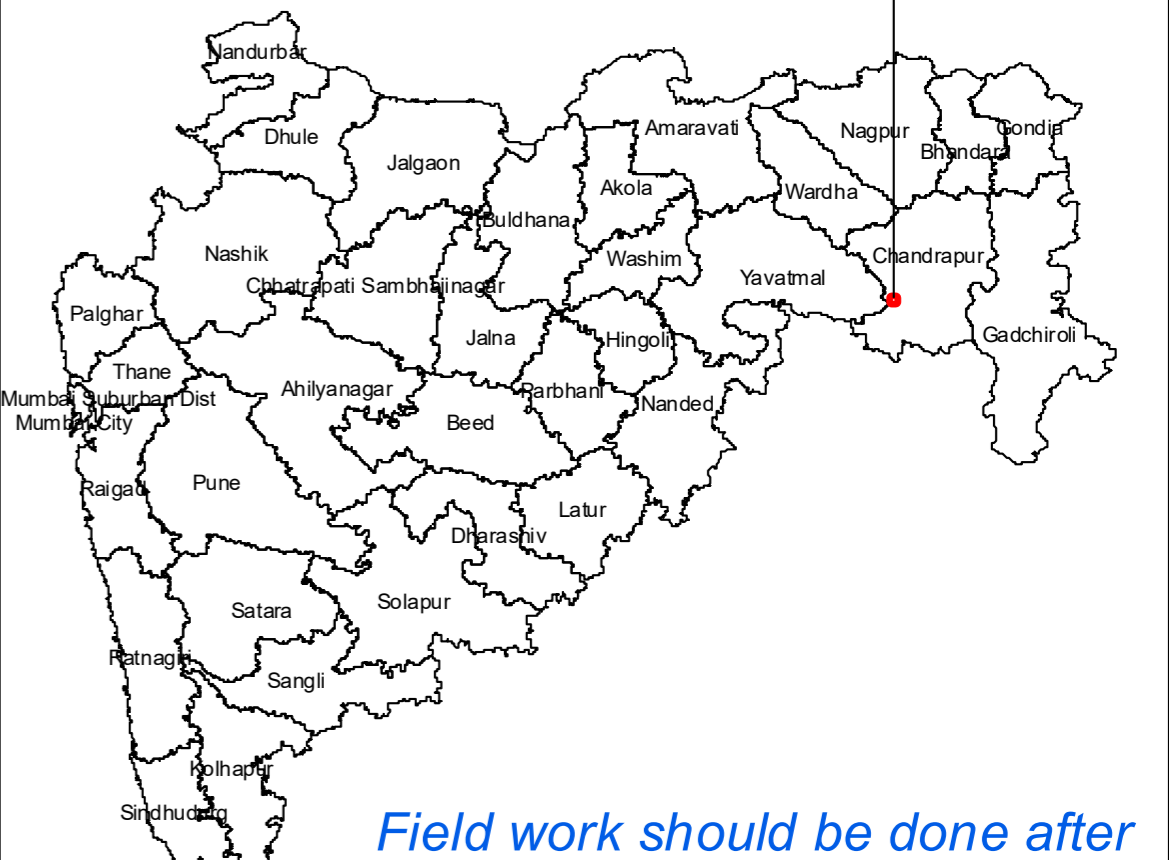 Nandurbar
Dhule
Jalgaon
Amaravati
Nagpur
Gondia
Bhandara
Akola
Wardha
Buldhana
Nashik
Washim
Chandrapur
Yavatmal
Chhatrapati Sambhajinagar
Palghar
Jalna
Hingoli
Gadchiroli
Thane
Ahilyanagar
Parbhani
Mumbai Suburban Dist
Nanded
Mumbai City
Beed
Raigad
Pune
Latur
Dharashiv
Solapur
Satara
Ratnagiri
Sangli
Kolhapur
Sindhudurg
Field work should be done after